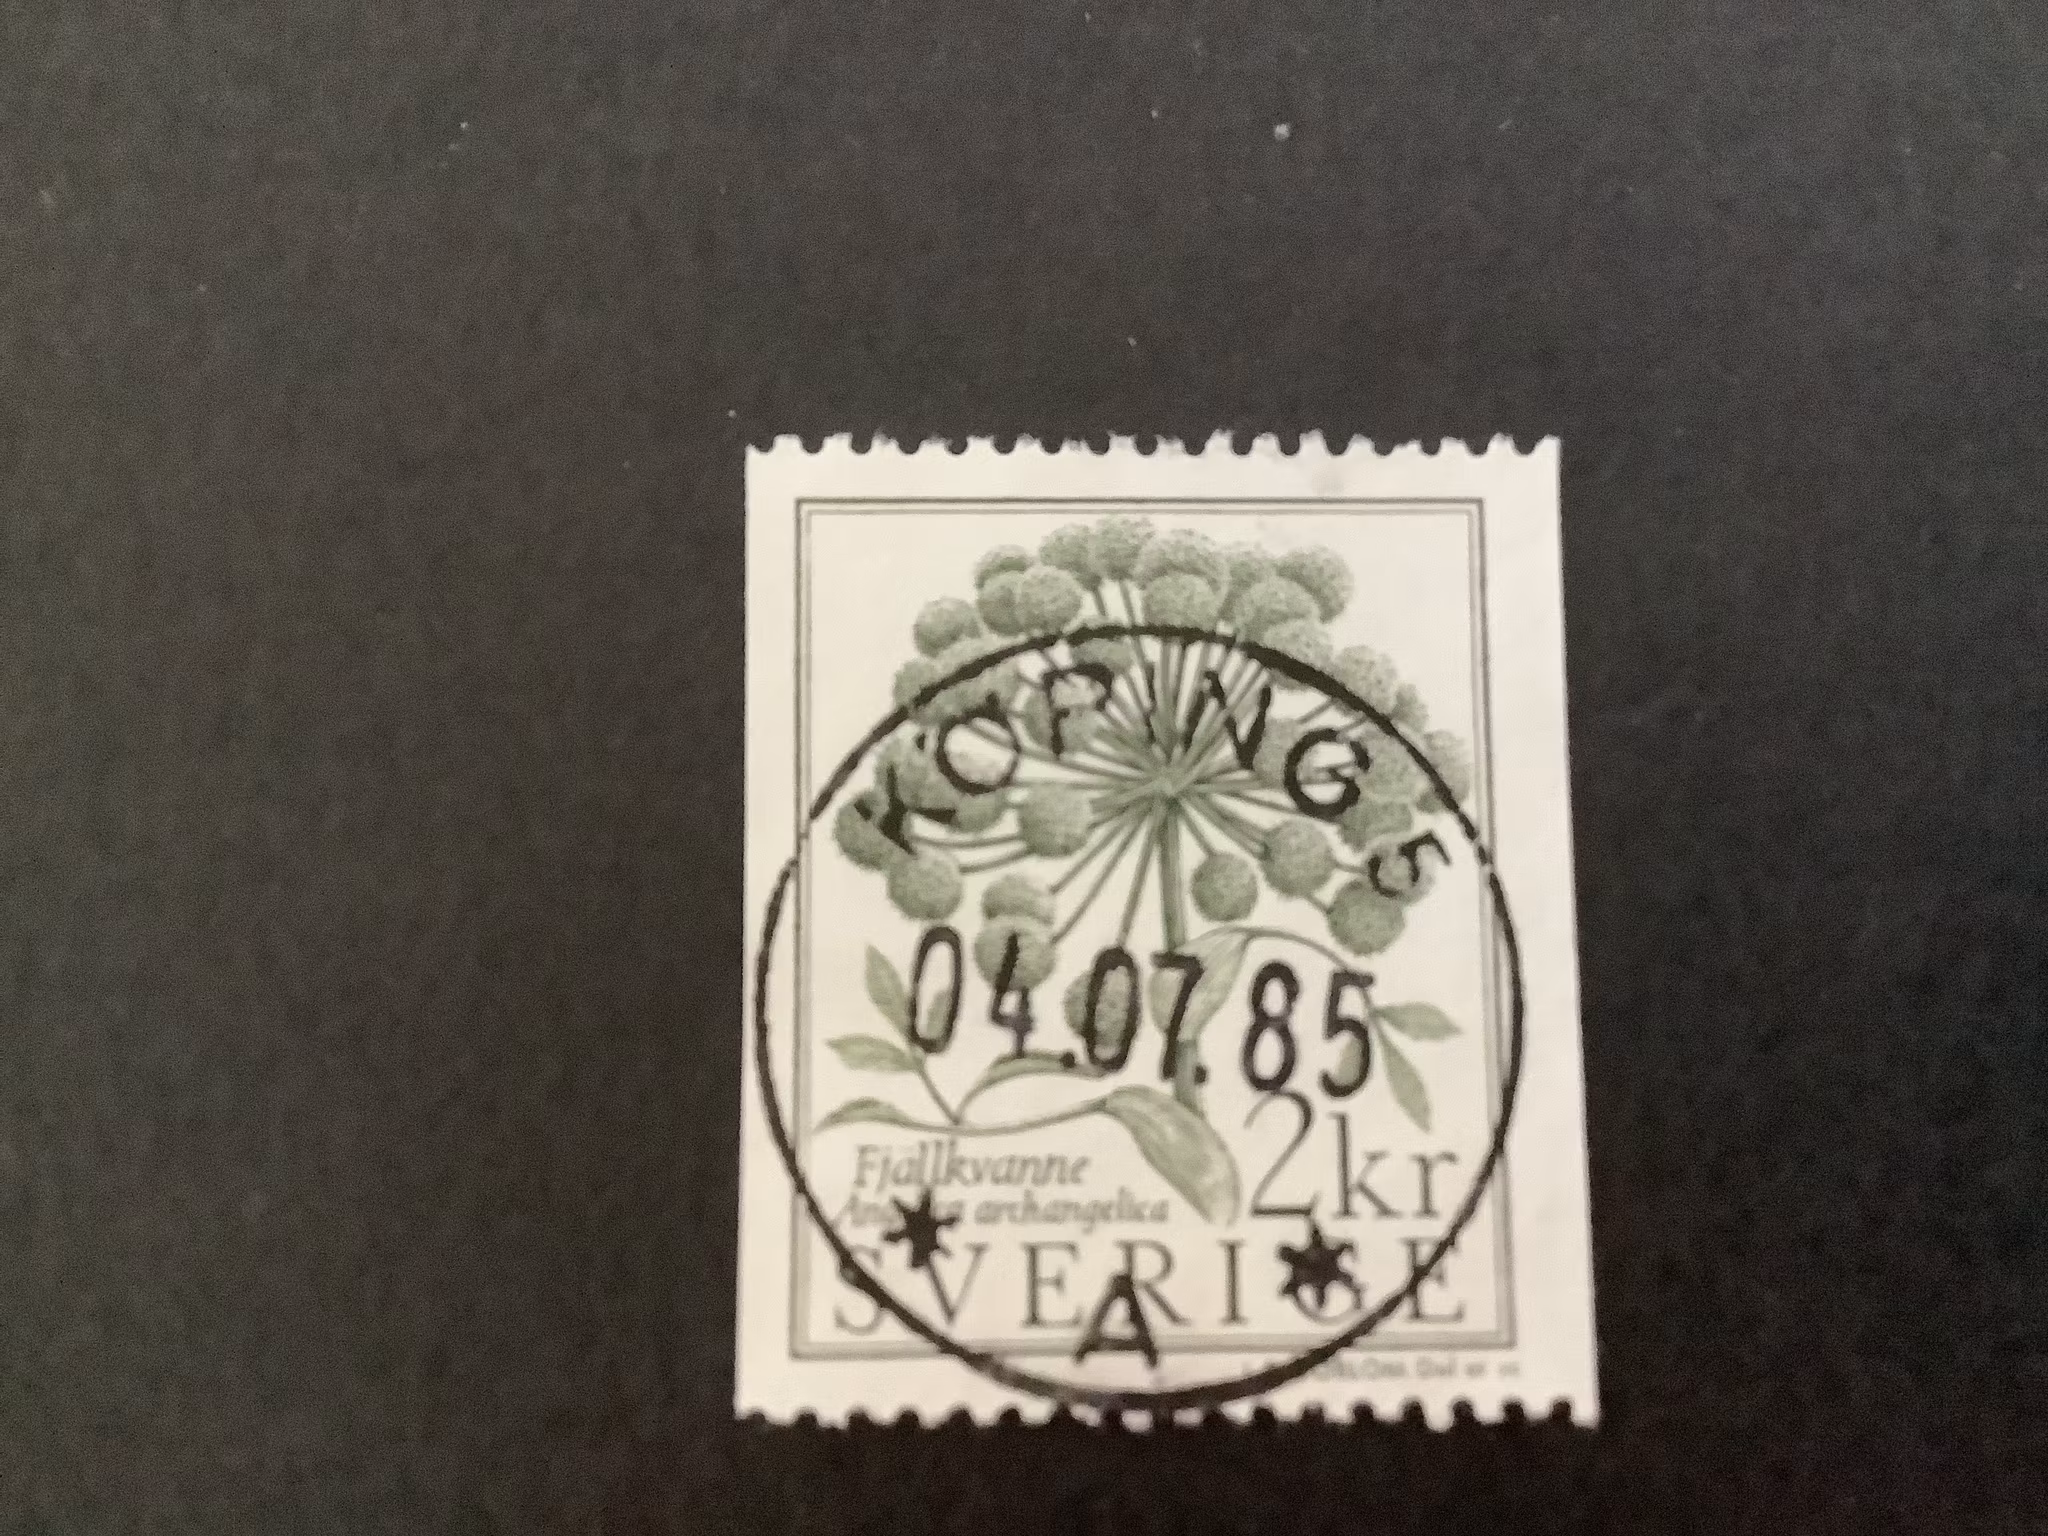 KÖPING 5
04.07.85
2kr
Fjällkvanne
archangelica
SVERIGE
A